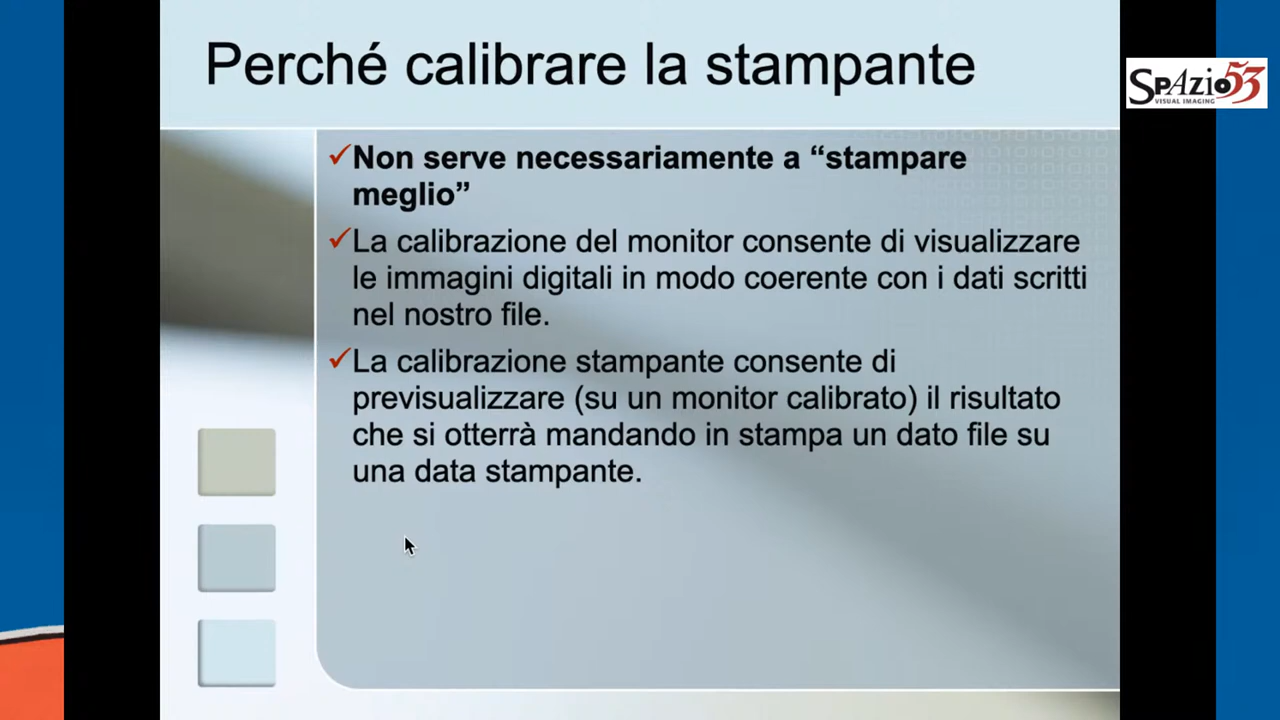 Perché calibrare la stampante
SPAZIO53
VISUAL IMAGING
✓Non serve necessariamente a “stampare
meglio”
✓La calibrazione del monitor consente di visualizzare
le immagini digitali in modo coerente con i dati scritti
nel nostro file.
✓La calibrazione stampante consente di
previsualizzare (su un monitor calibrato) il risultato
che si otterrà mandando in stampa un dato file su
una data stampante.